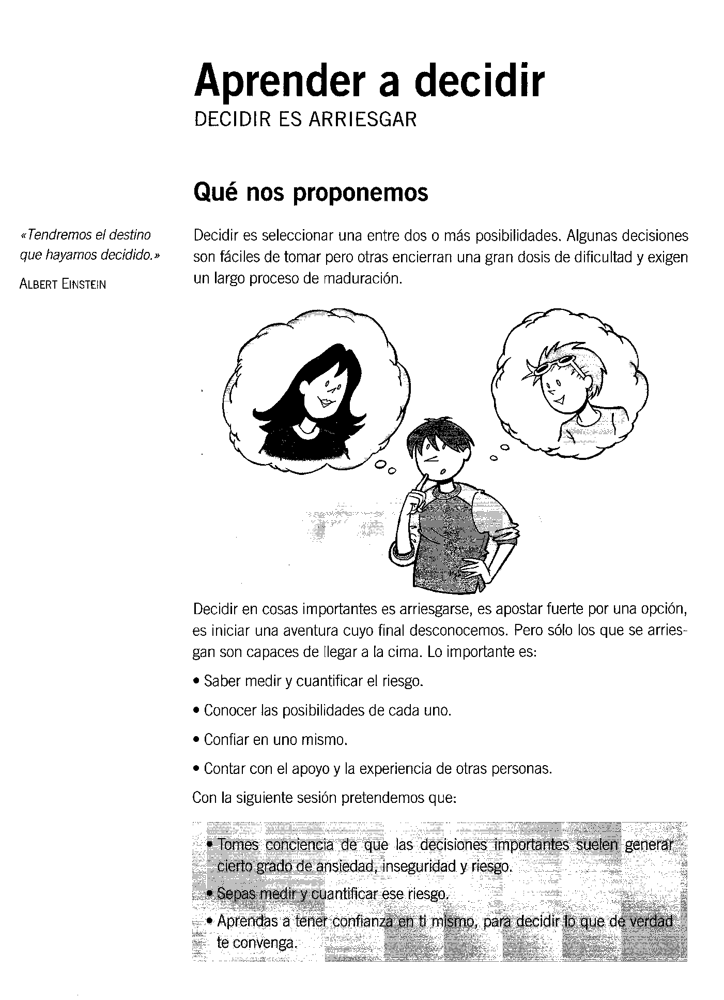 Aprender a decidir
DECIDIR ES ARRIESGAR
Qué nos proponemos
«Tendremos el destino
que hayamos decidido.»
ALBERT EINSTEIN
Decidir es seleccionar una entre dos o más posibilidades. Algunas decisiones
son fáciles de tomar pero otras encierran una gran dosis de dificultad y exigen
un largo proceso de maduración.
Decidir en cosas importantes es arriesgarse, es apostar fuerte por una opción,
es iniciar una aventura cuyo final desconocemos. Pero sólo los que se arries-
gan son capaces de llegar a la cima. Lo importante es:
• Saber medir y cuantificar el riesgo.
• Conocer las posibilidades de cada uno.
• Confiar en uno mismo.
• Contar con el apoyo y la experiencia de otras personas.
Con la siguiente sesión pretendemos que:
• Tomes conciencia de que las decisiones importantes suelen generar
cierto grado de ansiedad, inseguridad y riesgo.
• Sepas medir y cuantificar ese riesgo.
• Aprendas a tener confianza en ti mismo, para decidir lo que de verdad
te convenga.